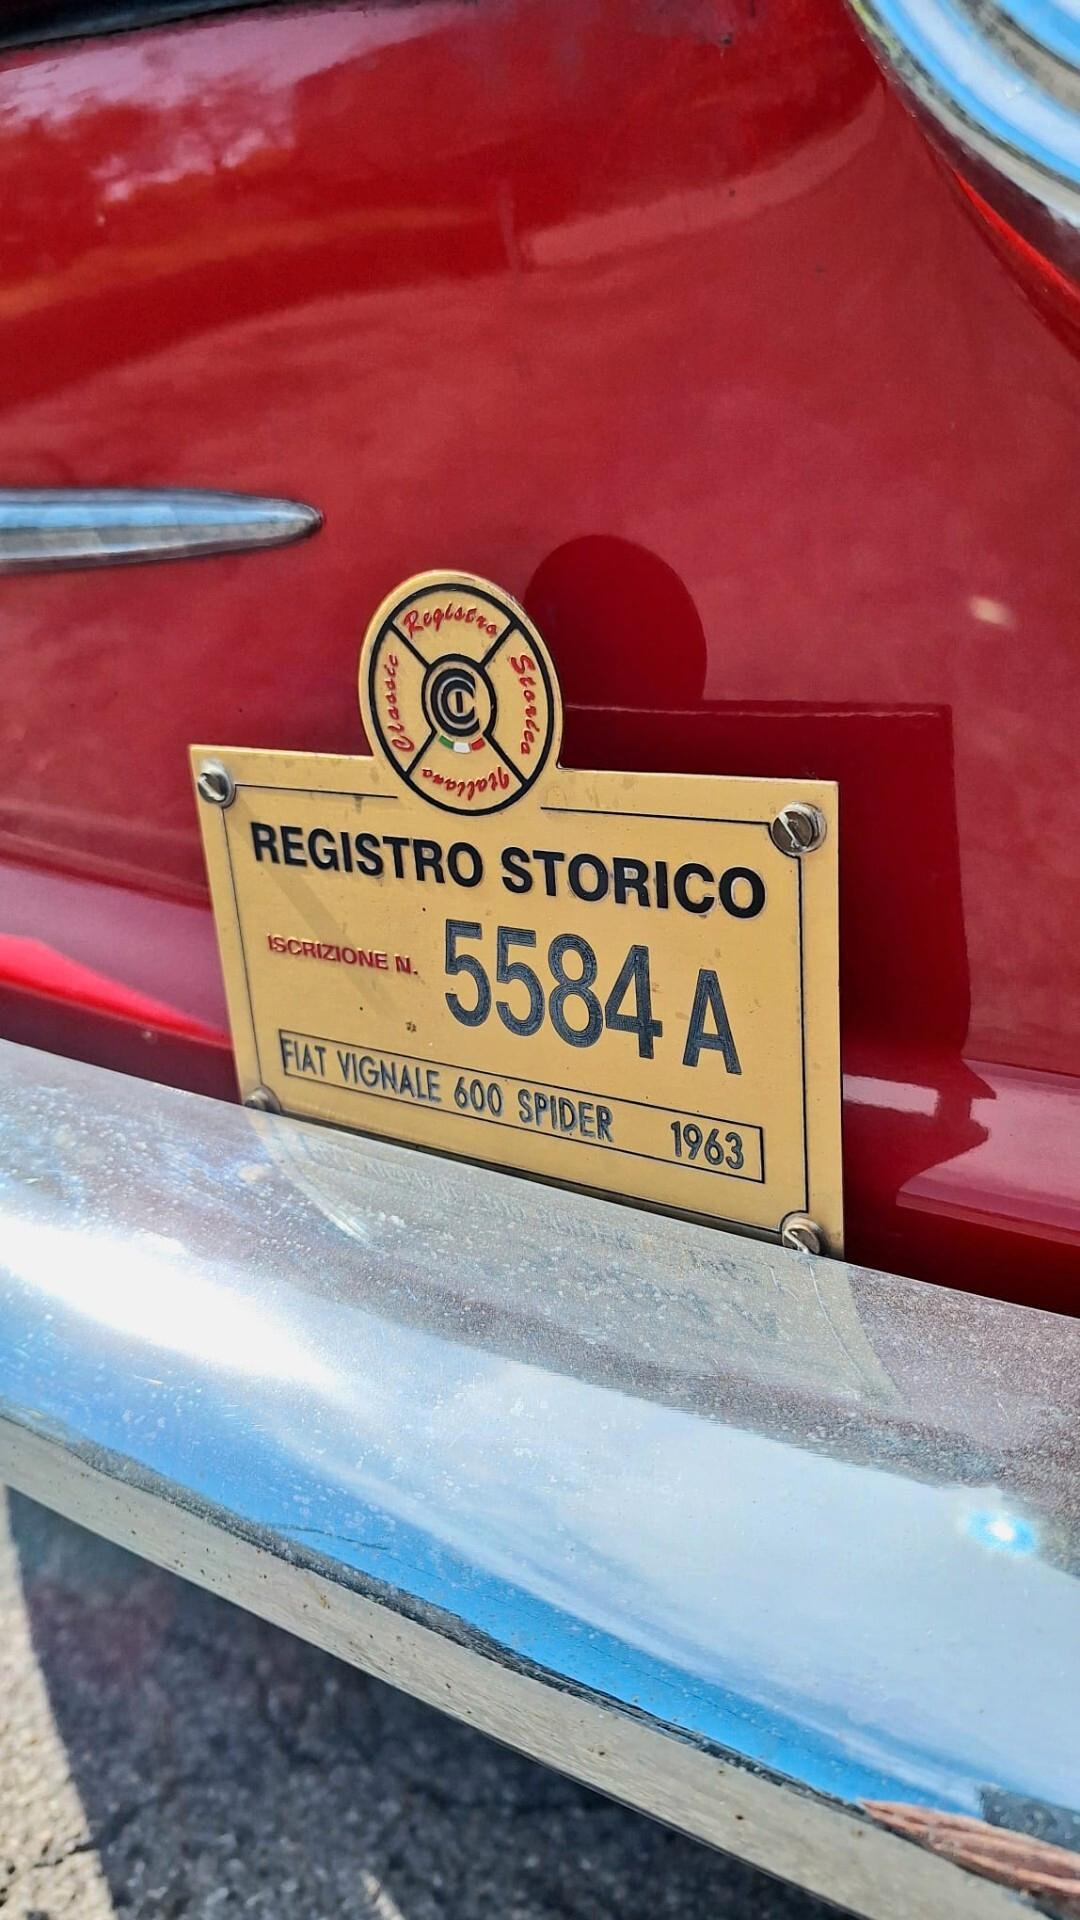 Registro
Storico
Italiano
Classic
REGISTRO STORICO
ISCRIZIONE N. 5584 A
FIAT VIGNALE 600 SPIDER 1963